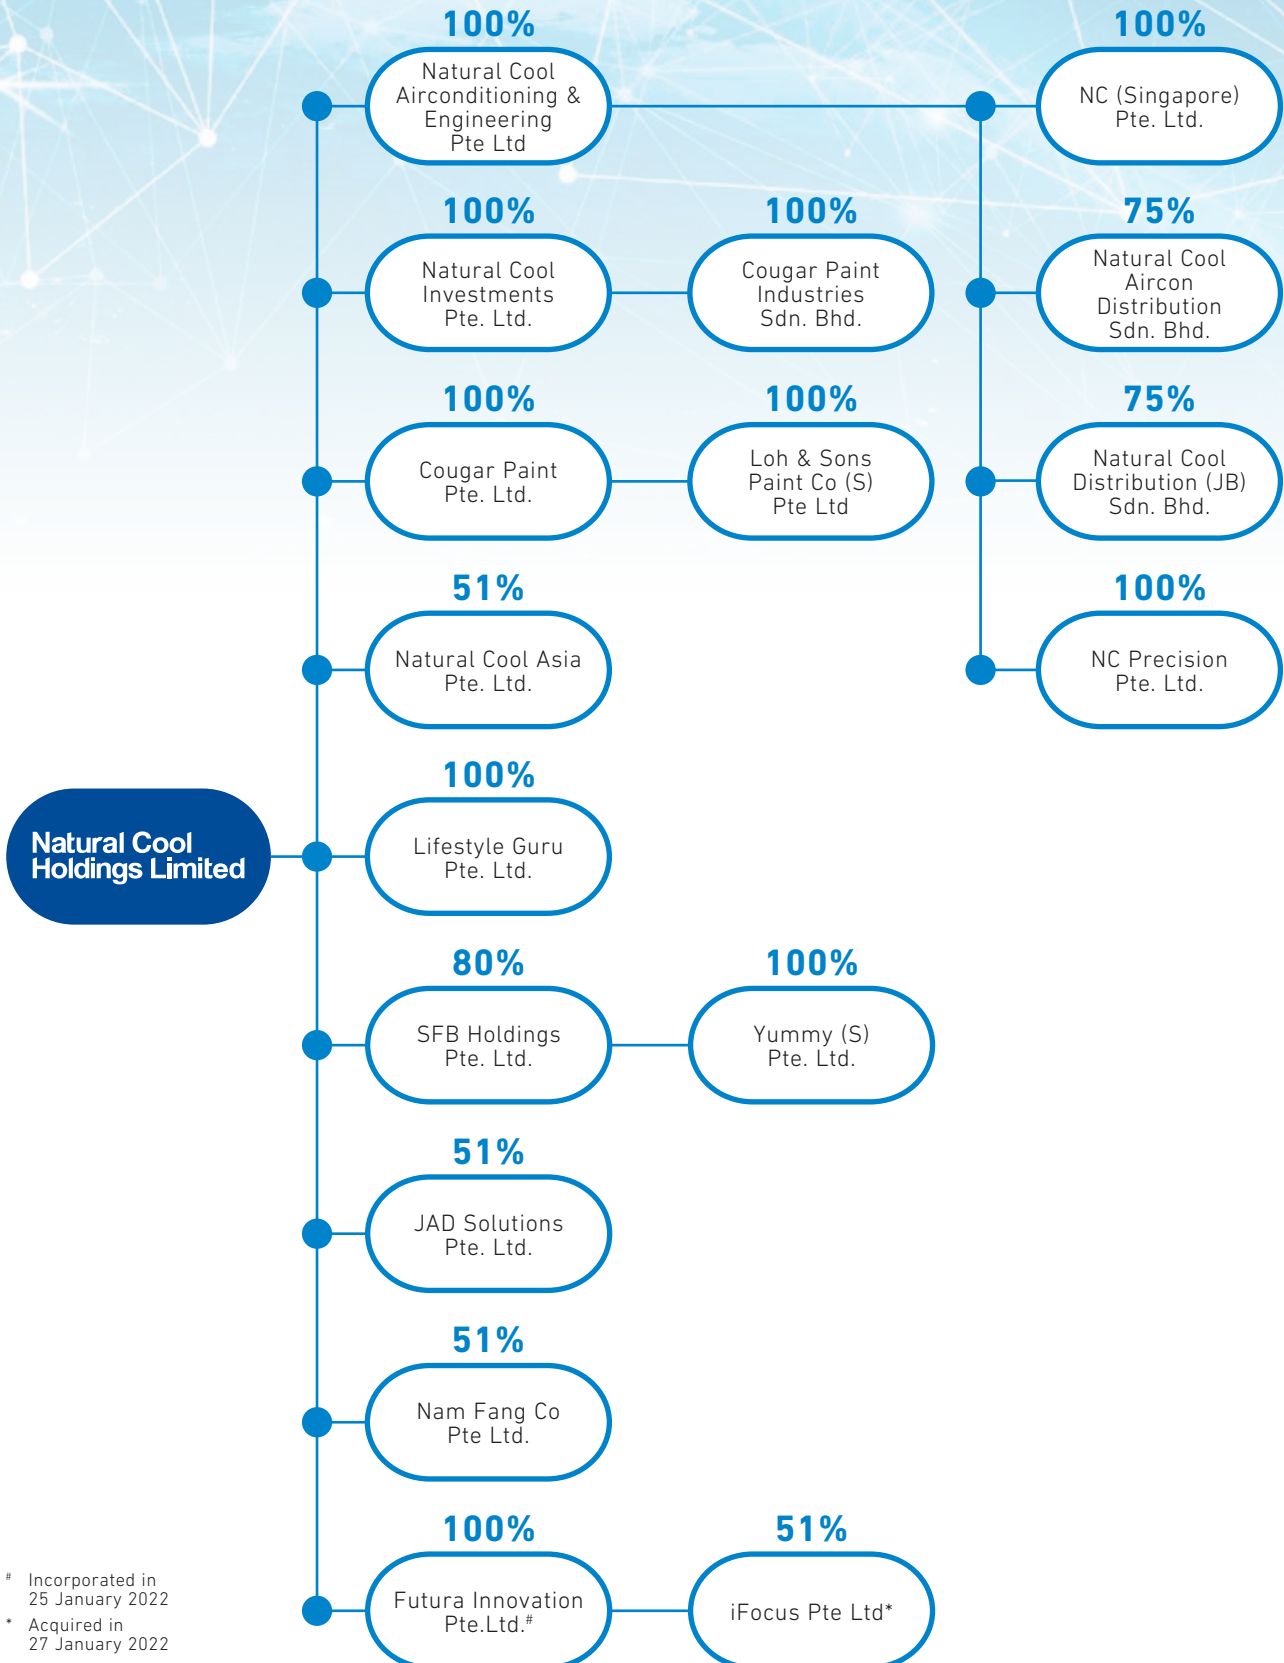 100%
Natural Cool
Airconditioning &
Engineering
Pte Ltd
100%
NC (Singapore)
Pte. Ltd.
100%
Natural Cool
Investments
Pte. Ltd.
100%
Cougar Paint
Industries
Sdn. Bhd.
75%
Natural Cool
Aircon
Distribution
Sdn. Bhd.
100%
Cougar Paint
Pte. Ltd.
100%
Loh & Sons
Paint Co (S)
Pte Ltd
75%
Natural Cool
Distribution (JB)
Sdn. Bhd.
51%
Natural Cool Asia
Pte. Ltd.
100%
NC Precision
Pte. Ltd.
Natural Cool
Holdings Limited
100%
Lifestyle Guru
Pte. Ltd.
80%
SFB Holdings
Pte. Ltd.
100%
Yummy (S)
Pte. Ltd.
51%
JAD Solutions
Pte. Ltd.
51%
Nam Fang Co
Pte Ltd.
100%
Futura Innovation
Pte.Ltd.#
51%
iFocus Pte Ltd*
# Incorporated in
25 January 2022
* Acquired in
27 January 2022